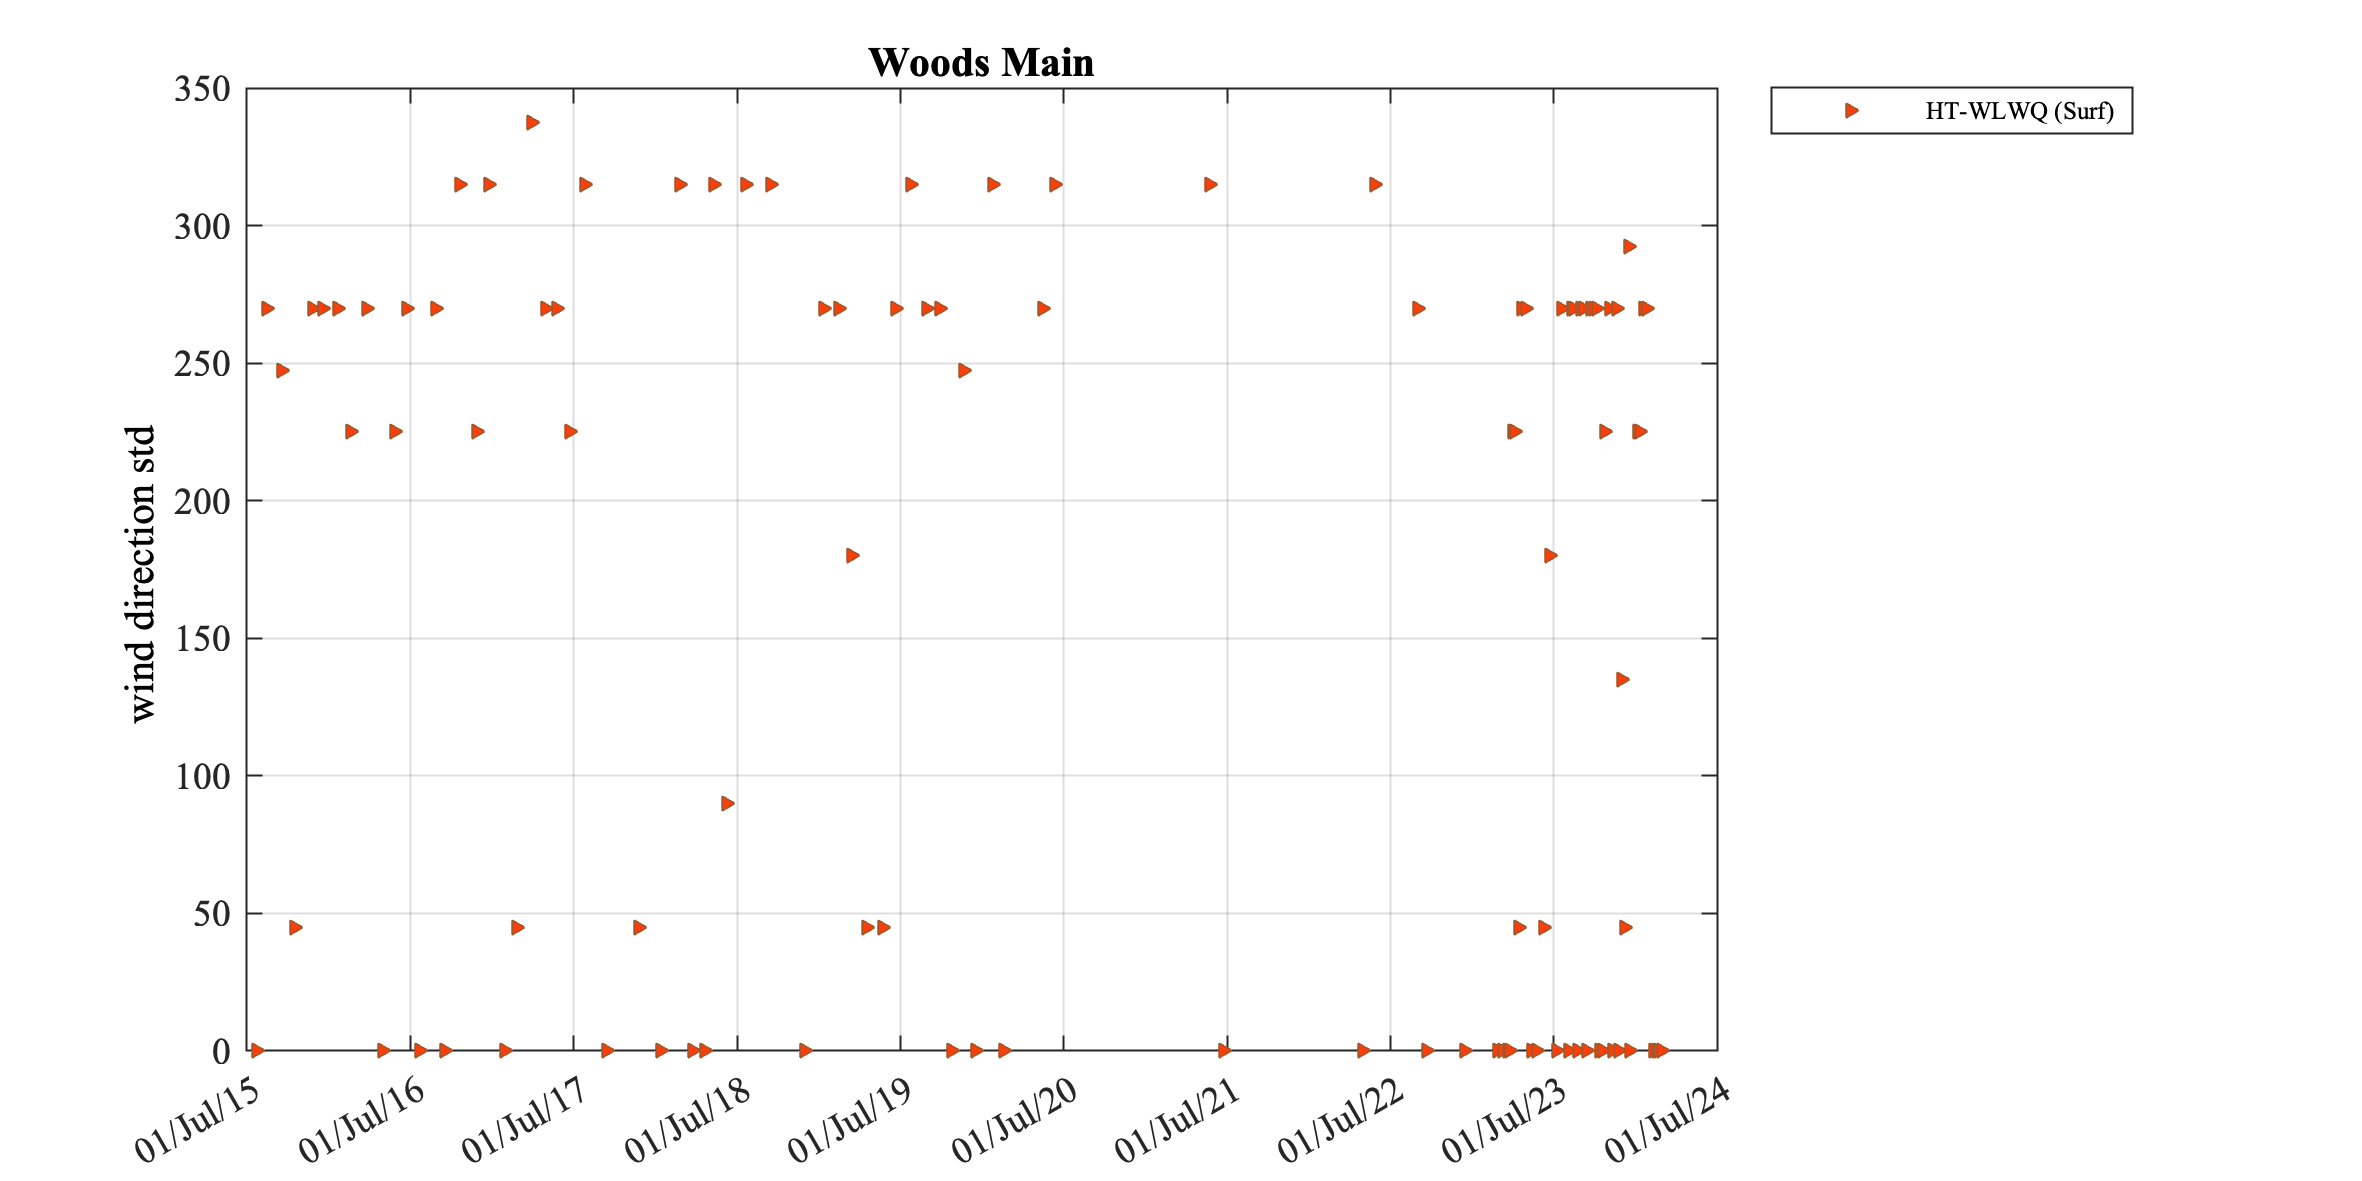 Woods Main
HT-WLWQ (Surf)
wind direction std
350
300
250
200
150
100
50
0
01/Jul/15
01/Jul/16
01/Jul/17
01/Jul/18
01/Jul/19
01/Jul/20
01/Jul/21
01/Jul/22
01/Jul/23
01/Jul/24